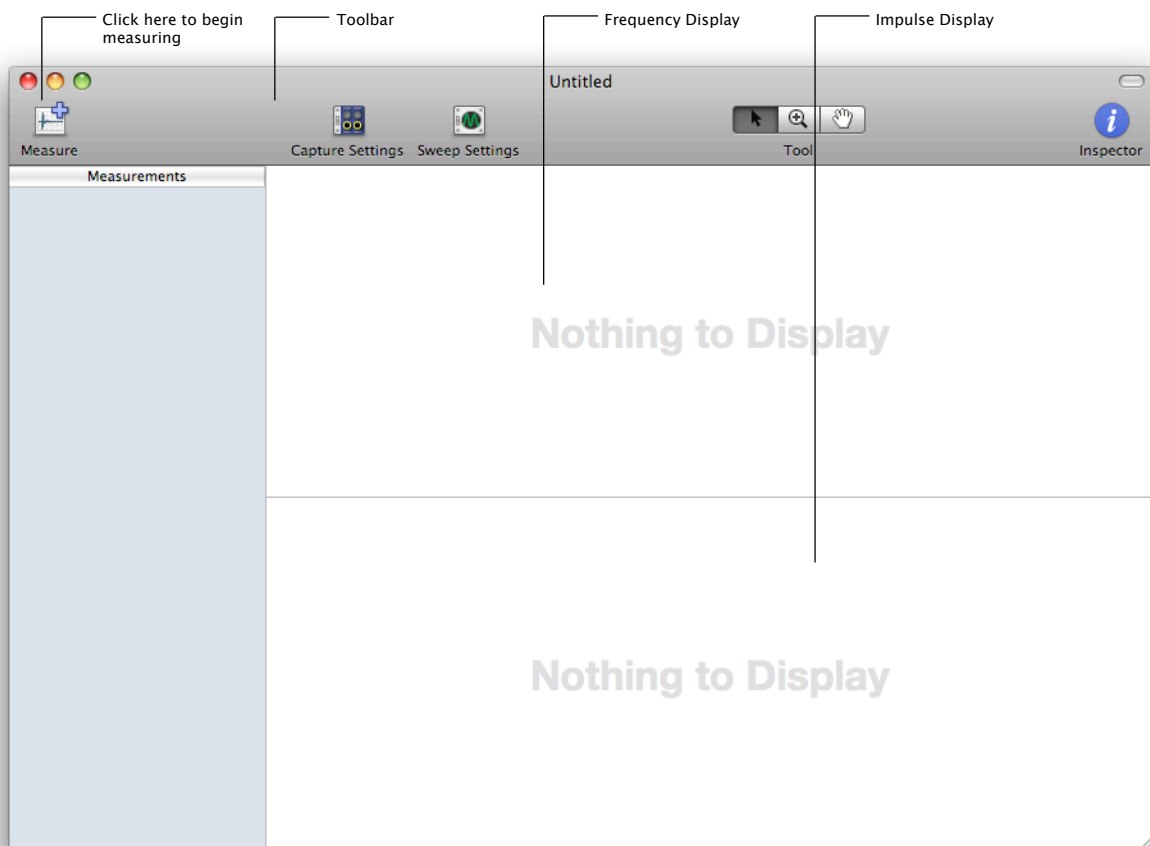 Click here to begin
measuring
Toolbar
Frequency Display
Impulse Display
Untitled
Measure
Capture Settings
Sweep Settings
Tool
Inspector
Measurements
Nothing to Display
Nothing to Display